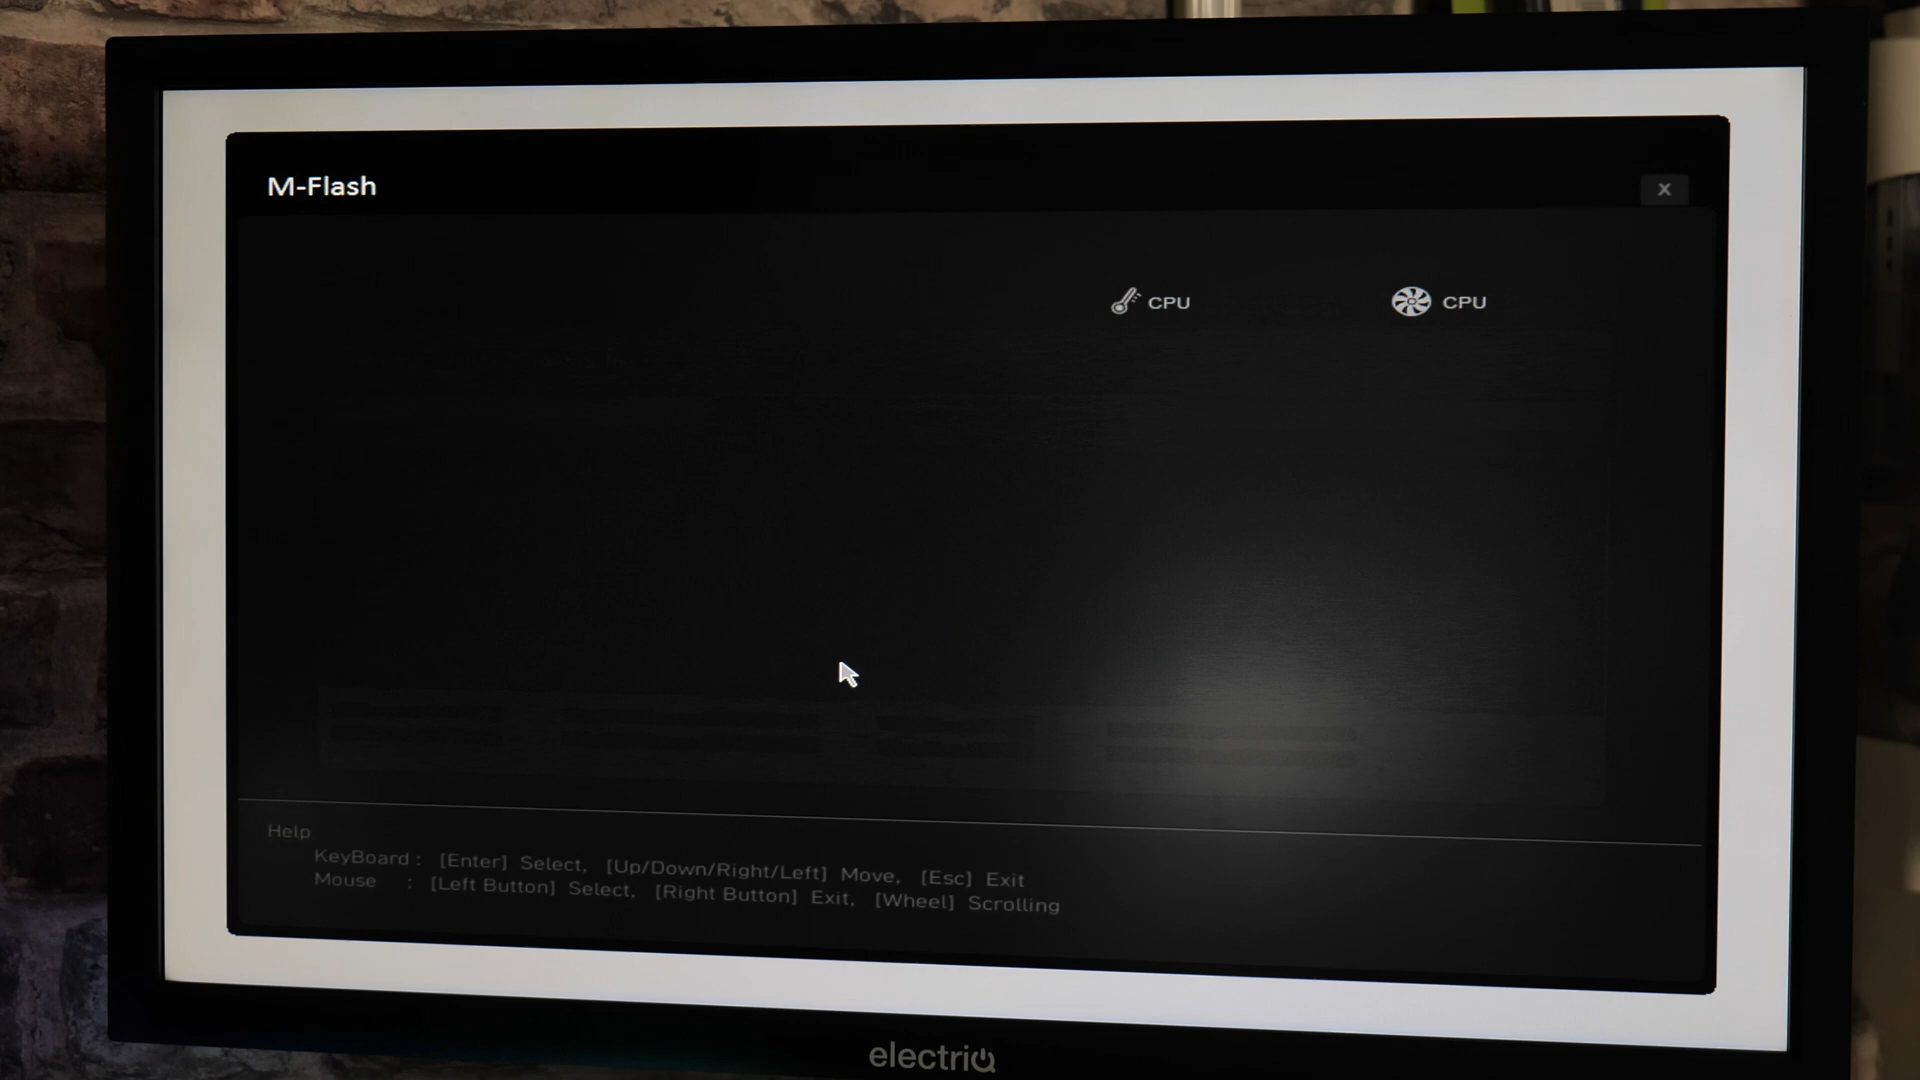 M-Flash
x
CPU
CPU
Help
KeyBoard : [Enter] Select, [Up/Down/Right/Left] Move, [Esc] Exit
Mouse : [Left Button] Select, [Right Button] Exit, [Wheel] Scrolling
electriQ